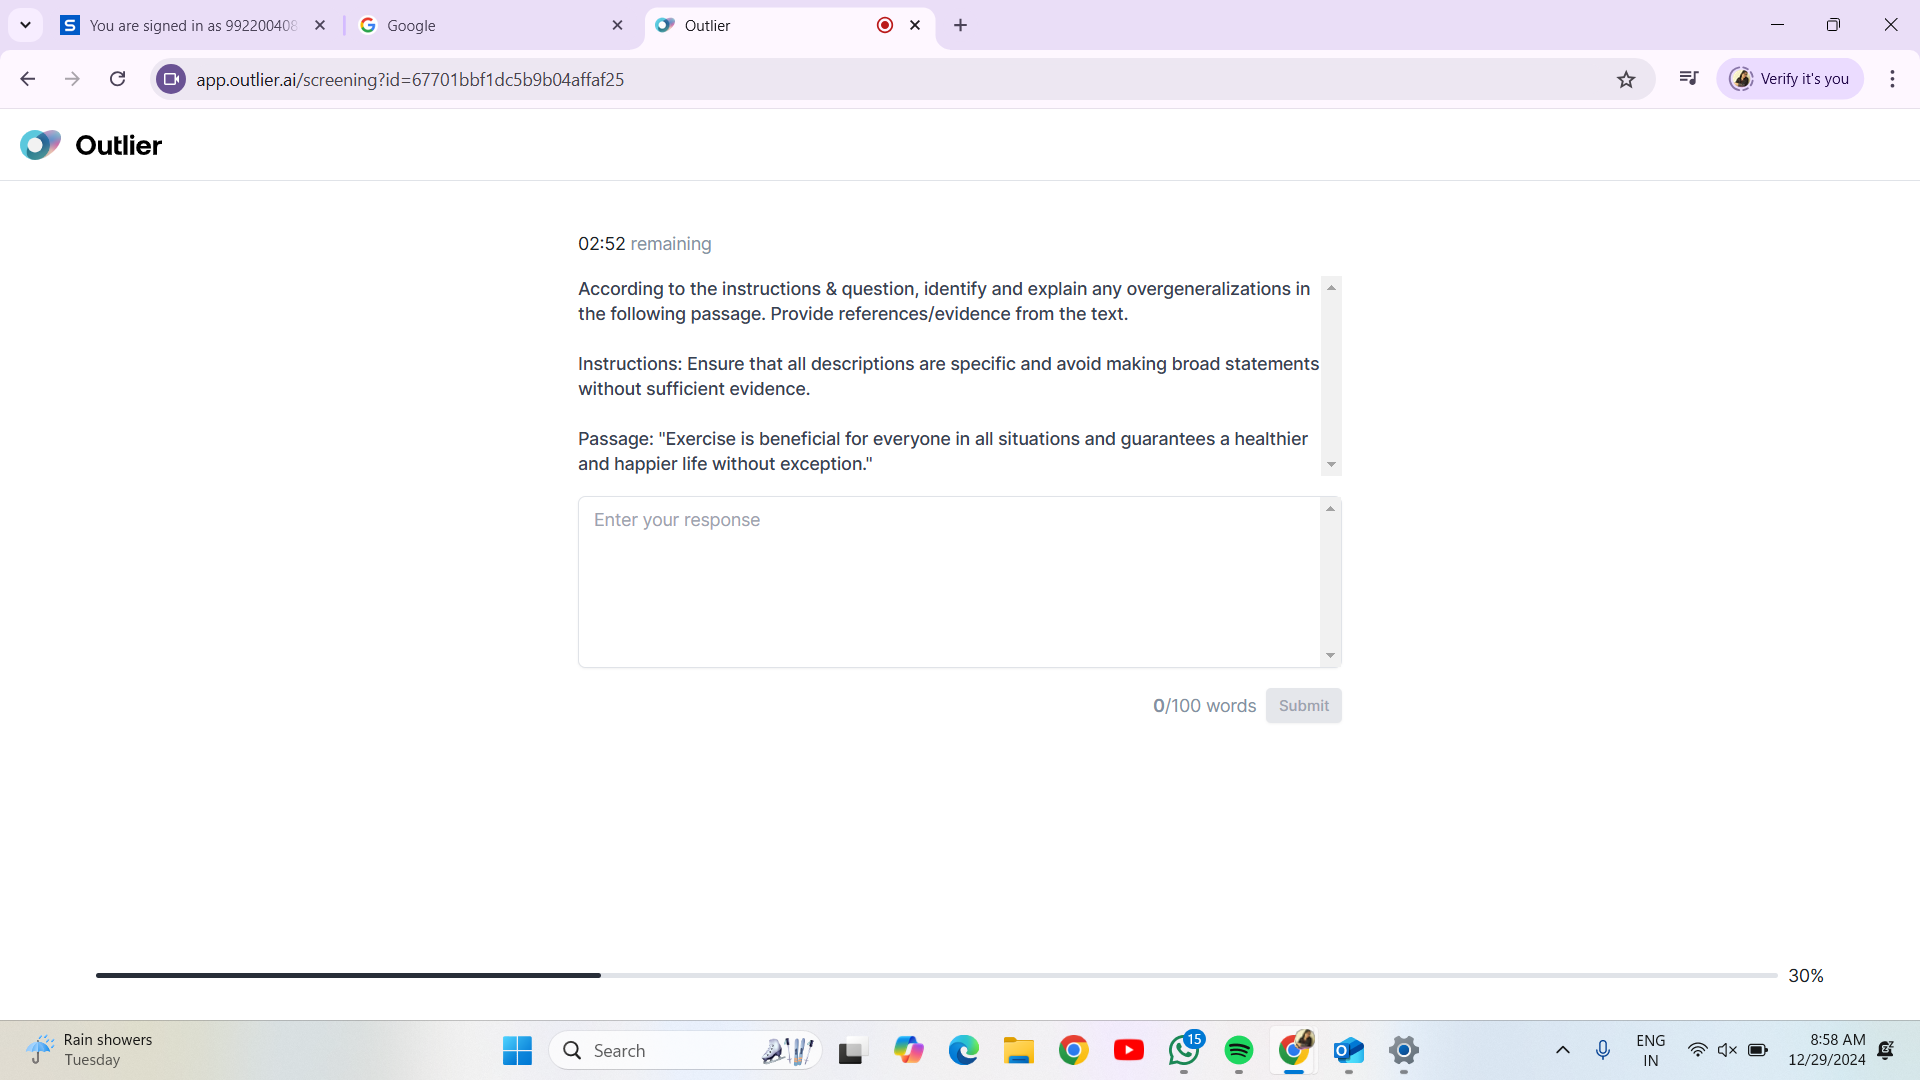 You are signed in as 992200408
Google
Outlier
app.outlier.ai/screening?id=67701bbf1dc5b9b04affaf25
Verify it's you
Outlier
02:52 remaining
According to the instructions & question, identify and explain any overgeneralizations in
the following passage. Provide references/evidence from the text.
Instructions: Ensure that all descriptions are specific and avoid making broad statements
without sufficient evidence.
Passage: "Exercise is beneficial for everyone in all situations and guarantees a healthier
and happier life without exception."
Enter your response
0/100 words
Submit
30%
Rain showers
Tuesday
Search
15
ENG
IN
8:58 AM
12/29/2024